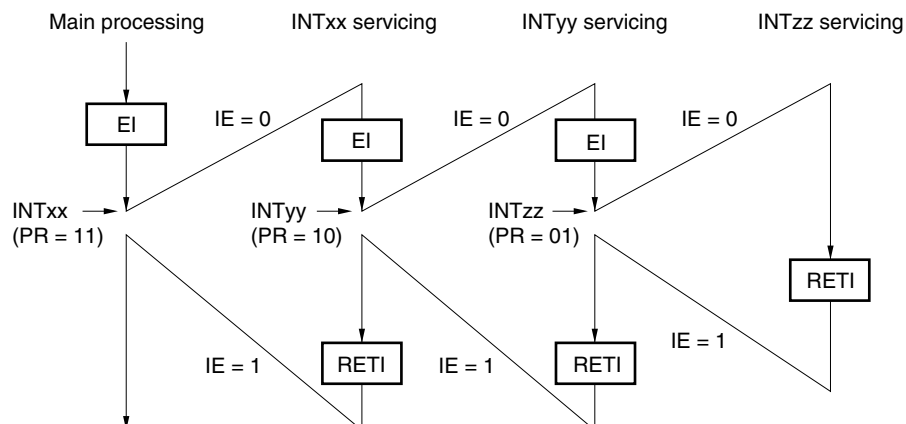 Main processing INTxx servicing INTyy servicing INTzz servicing
EI
IE = 0
EI
IE = 0
EI
IE = 0
INTxx
(PR = 11)
INTyy
(PR = 10)
INTzz
(PR = 01)
RETI
IE = 1
RETI
IE = 1
RETI
IE = 1